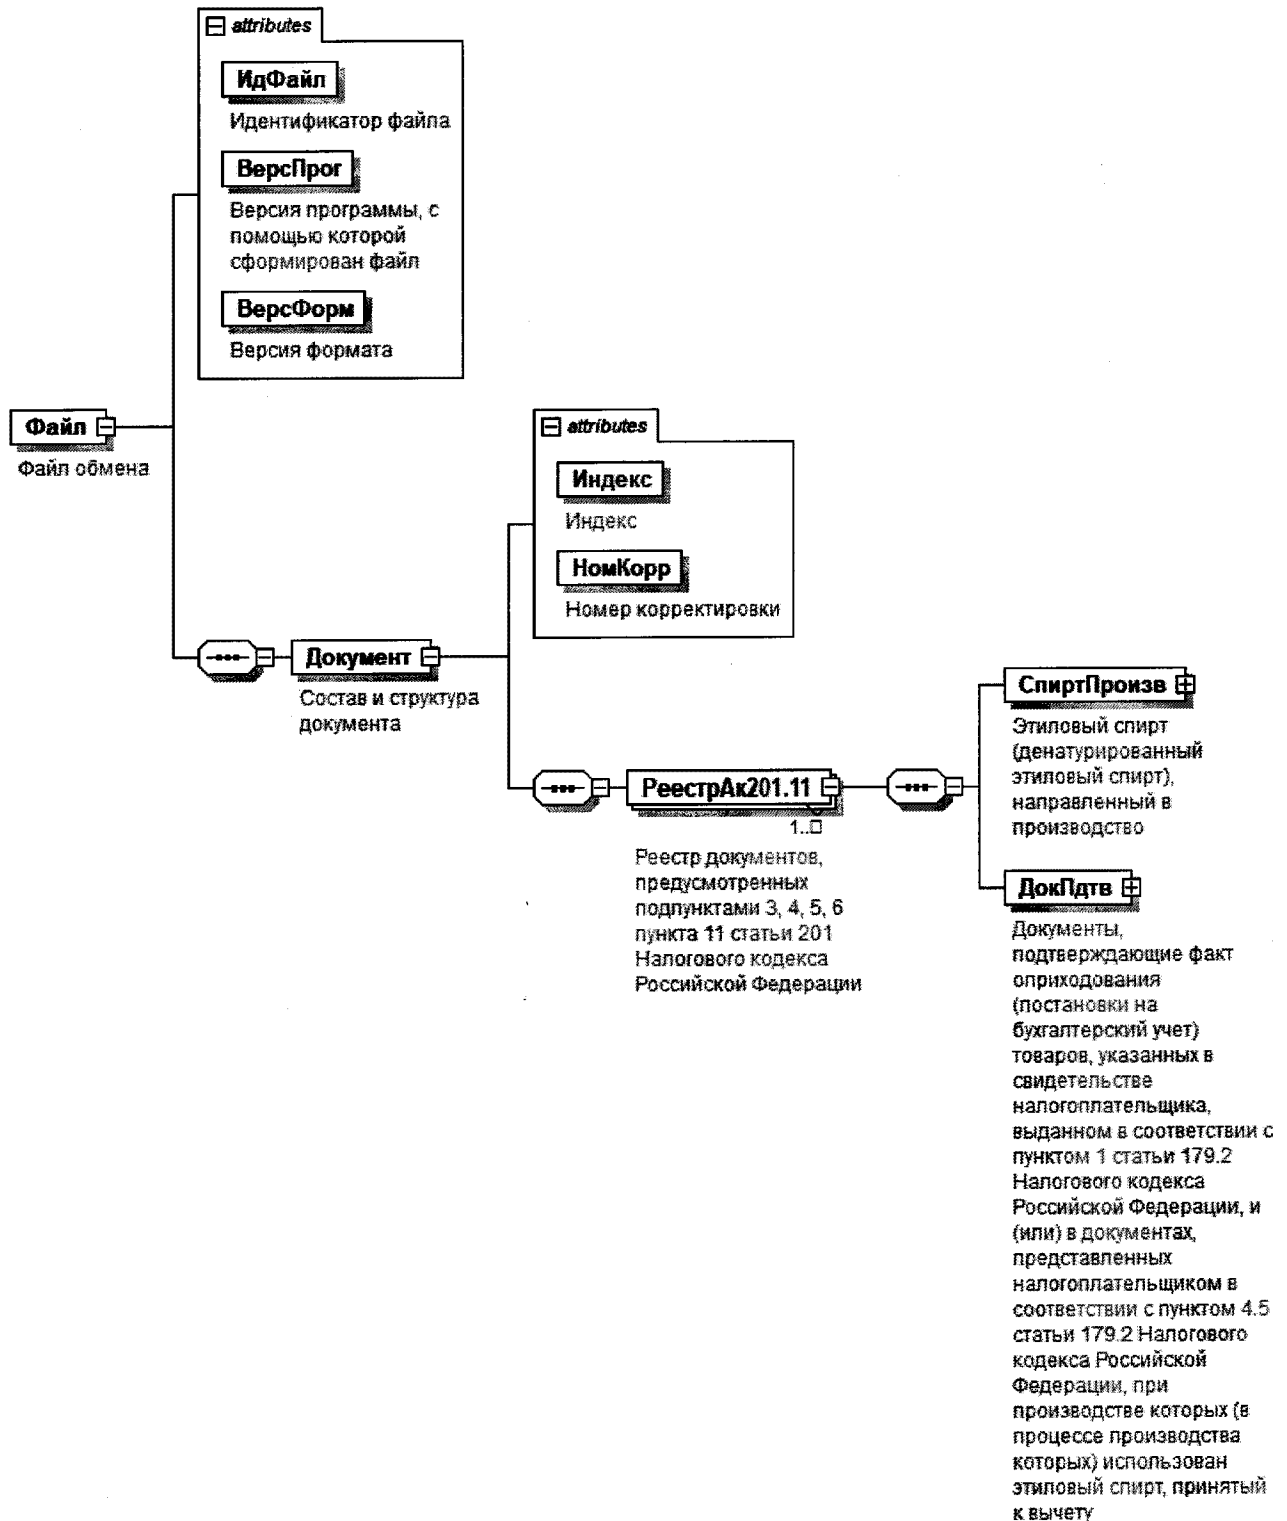 attributes
ИдФайл
Идентификатор файла
ВерсПрог
Версия программы, с
помощью которой
сформирован файл
ВерсФорм
Версия формата
Файл
Файл обмена
attributes
Индекс
Индекс
НомКорр
Номер корректировки
Документ
Состав и структура
документа
РеестрАк201.11
1..□
Реестр документов,
предусмотренных
подпунктами 3, 4, 5, 6
пункта 11 статьи 201
Налогового кодекса
Российской Федерации
СпиртПроизв
Этиловый спирт
(денатурированный
этиловый спирт),
направленный в
производство
ДокПдтв
Документы,
подтверждающие факт
оприходования
(постановки на
бухгалтерский учет)
товаров, указанных в
свидетельстве
налогоплательщика,
выданном в соответствии с
пунктом 1 статьи 179.2
Налогового кодекса
Российской Федерации, и
(или) в документах,
представленных
налогоплательщиком в
соответствии с пунктом 4.5
статьи 179.2 Налогового
кодекса Российской
Федерации, при
производстве которых (в
процессе производства
которых) использован
этиловый спирт, принятый
к вычету